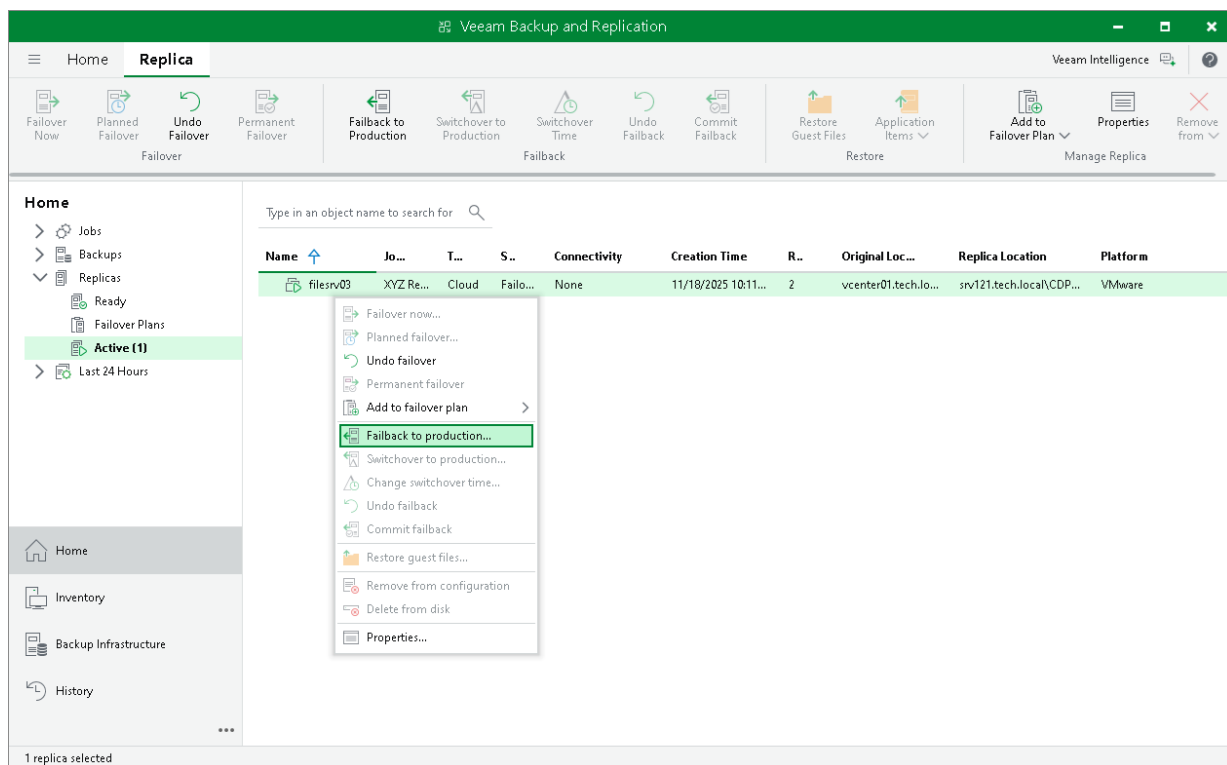 Veeam Backup and Replication
Home Replica Veeam Intelligence
Failover Now
Planned Failover
Undo Failover
Permanent Failover
Failback to Production
Switchover to Production
Switchover Time
Undo Failback
Commit Failback
Restore Guest Files
Application Items
Add to Failover Plan
Properties
Remove from
Failover Failback Restore Manage Replica
Home
Jobs
Backups
Replicas
Ready
Failover Plans
Active (1)
Last 24 Hours
Home
Inventory
Backup Infrastructure
History
Type in an object name to search for
Name Jo... T... S.. Connectivity Creation Time R.. Original Loc... Replica Location Platform
filesrv03 XYZ Re... Cloud Failo... None 11/18/2025 10:11... 2 vcenter01.tech.lo... srv121.tech.local\CDP... VMware
Failover now...
Planned failover...
Undo failover
Permanent failover
Add to failover plan
Failback to production...
Switchover to production...
Change switchover time...
Undo failback
Commit failback
Restore guest files...
Remove from configuration
Delete from disk
Properties...
1 replica selected